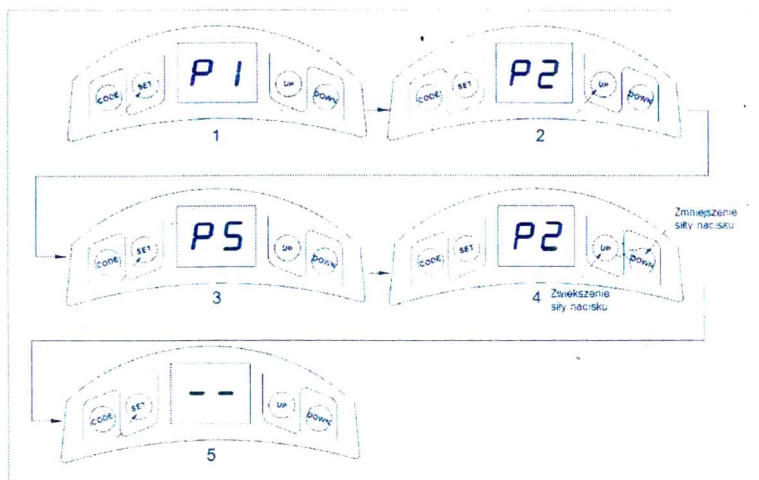 CODE SET P1 UP DOWN
1
CODE SET P2 UP DOWN
2
CODE SET P5 UP DOWN
3
CODE SET P2 UP DOWN
Zmniejszenie
siły nacisku
4
Zwiekszenie
siły nacisku
CODE SET -- UP DOWN
5